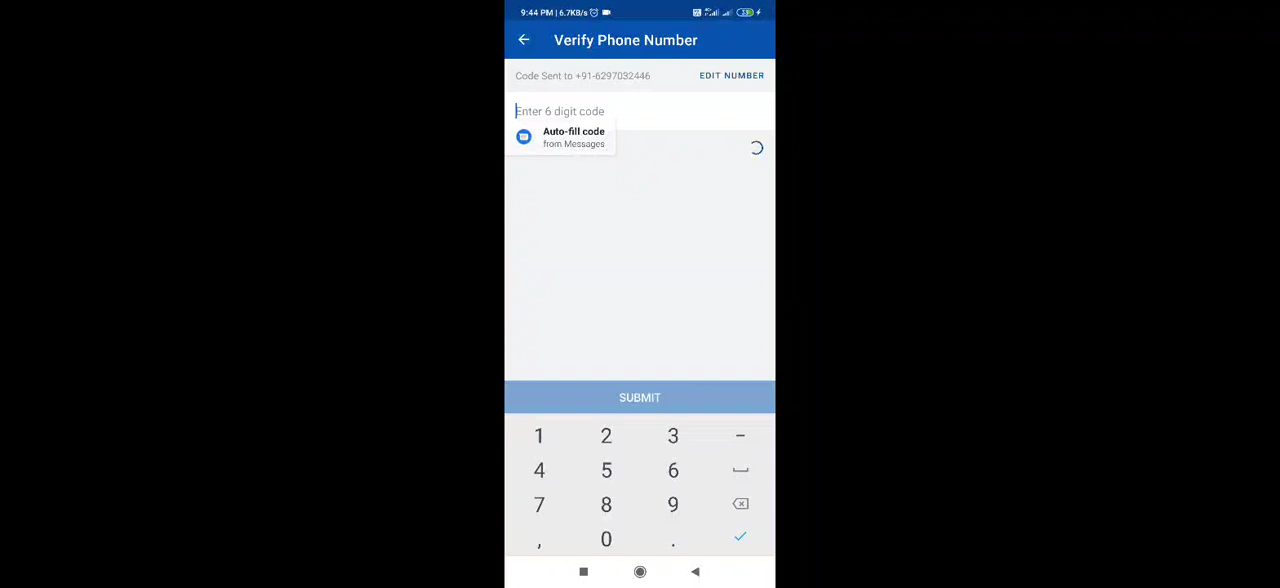 9:44 PM | 6.7KB/s
Verify Phone Number
Code Sent to +91-6297032446 EDIT NUMBER
Enter 6 digit code
Auto-fill code
from Messages
SUBMIT
1 2 3 -
4 5 6
7 8 9
, 0 .